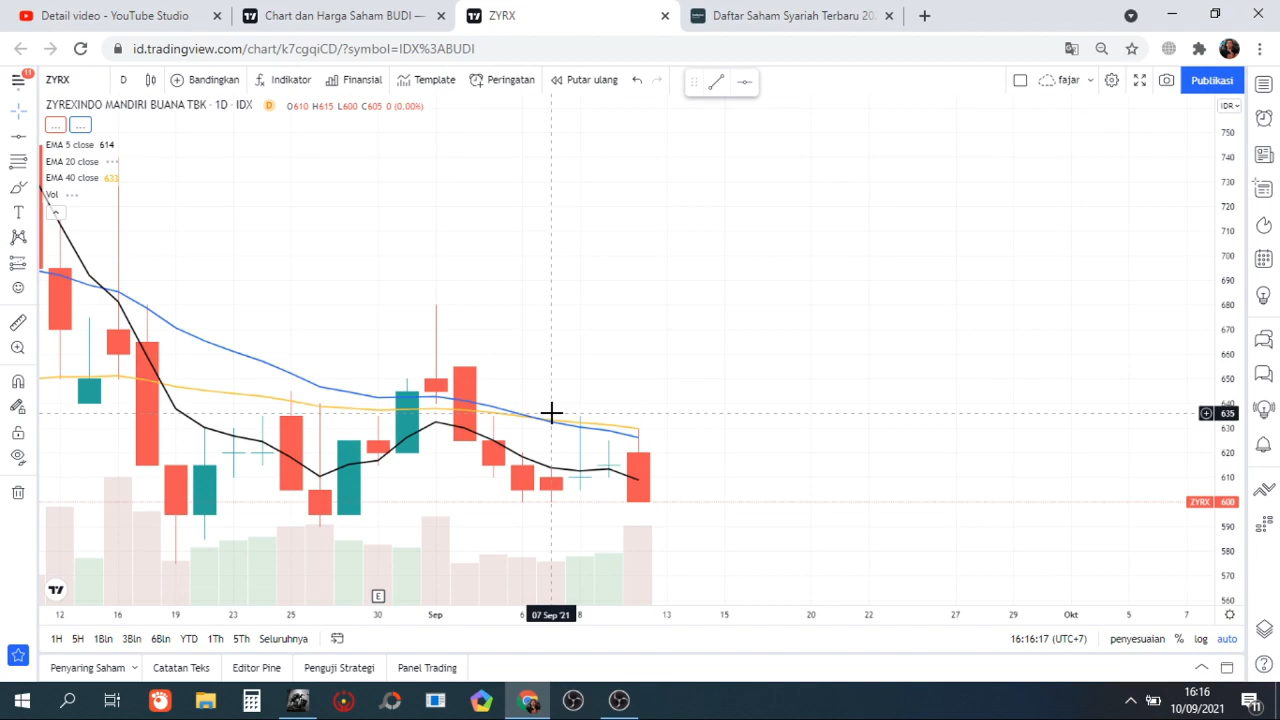 Detail video - YouTube Studio
Chart dan Harga Saham BUDI —
ZYRX
Daftar Saham Syariah Terbaru 202
id.tradingview.com/chart/k7cgqiCD/?symbol=IDX%3ABUDI
11
ZYRX
D
Bandingkan
Indikator
Finansial
Template
Peringatan
Putar ulang
fajar
Publikasi
ZYREXINDO MANDIRI BUANA TBK · 1D · IDX
D
O610 H615 L600 C605 0 (0.00%)
IDR
EMA 5 close 614
EMA 20 close
EMA 40 close 633
Vol
750
740
730
720
710
700
690
680
670
660
650
640
635
630
620
610
ZYRX 600
590
580
570
560
E
12
16
19
23
25
30
Sep
6
07 Sep '21
8
13
15
20
22
27
29
Okt
5
7
1H
5H
1Bln
3Bln
6Bln
YTD
1Th
5Th
Seluruhnya
16:16:17 (UTC+7)
penyesuaian
%
log
auto
Penyaring Saham
Catatan Teks
Editor Pine
Penguji Strategi
Panel Trading
16:16
10/09/2021
11